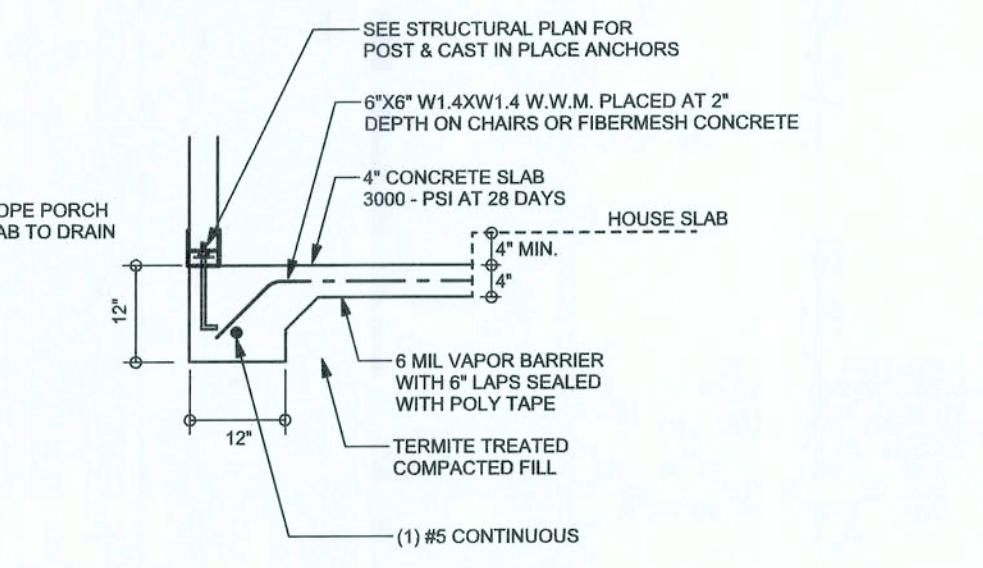 SEE STRUCTURAL PLAN FOR
POST & CAST IN PLACE ANCHORS
6"X6" W1.4XW1.4 W.W.M. PLACED AT 2"
DEPTH ON CHAIRS OR FIBERMESH CONCRETE
4" CONCRETE SLAB
3000 - PSI AT 28 DAYS
OPE PORCH
AB TO DRAIN
HOUSE SLAB
4" MIN.
4"
12"
6 MIL VAPOR BARRIER
WITH 6" LAPS SEALED
WITH POLY TAPE
12"
TERMITE TREATED
COMPACTED FILL
(1) #5 CONTINUOUS